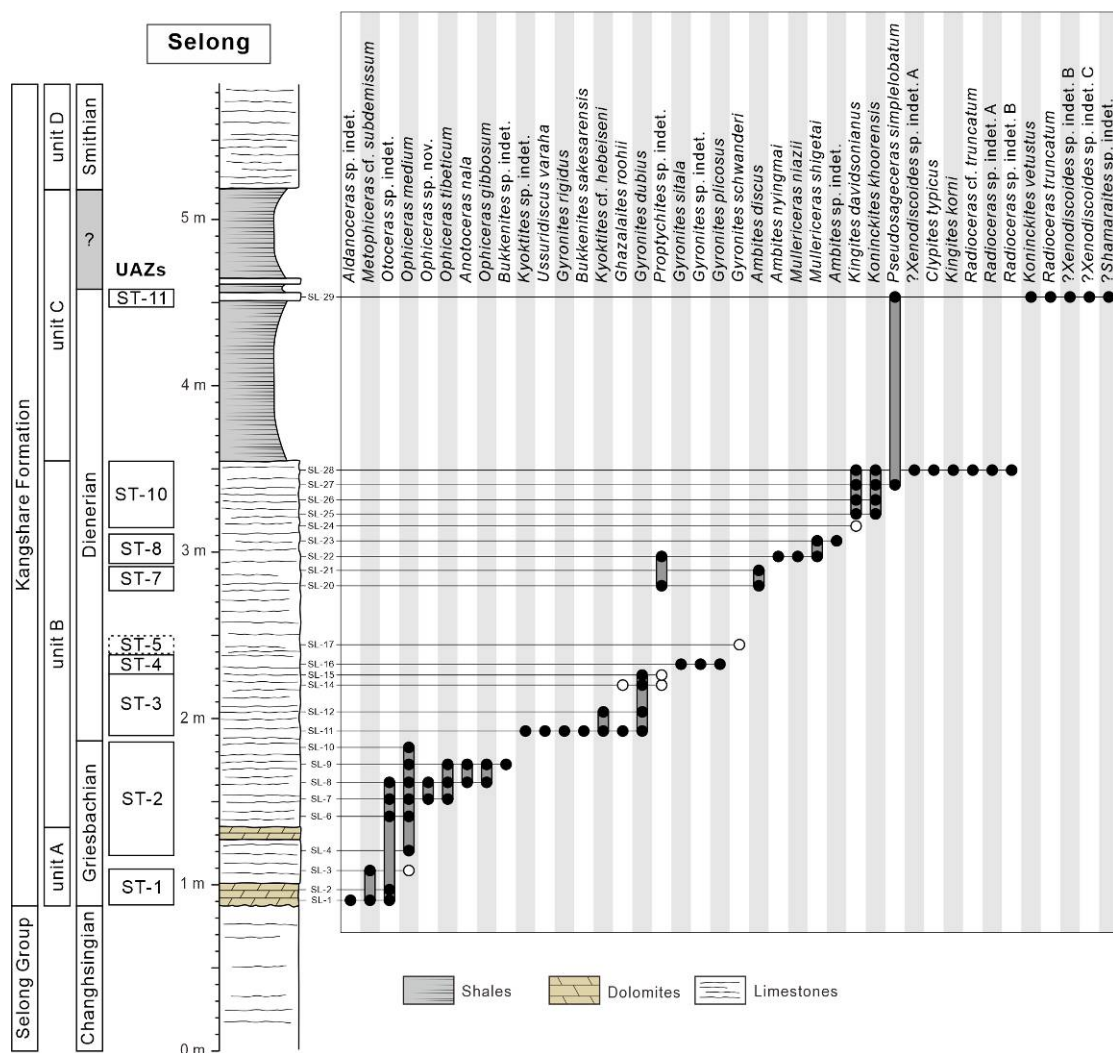 Selong
Kangshare Formation
Selong Group
unit D
unit C
unit B
unit A
Smithian
?
Dienerian
Griesbachian
Changhsingian
UAZs
ST-11
ST-10
ST-8
ST-7
ST-5
ST-4
ST-3
ST-2
ST-1
5 m
4 m
3 m
2 m
1 m
0 m
Aldanoceras sp. indet.
Metophiceras cf. subdemissum
Otoceras sp. indet.
Ophiceras medium
Ophiceras sp. nov.
Ophiceras tibeticum
Anotoceras nala
Ophiceras gibbosum
Bukkenites sp. indet.
Kyoktites sp. indet.
Ussuridiscus varaha
Gyronites rigidus
Bukkenites sakesarensis
Kyoktites cf. hebeiseni
Ghazalaites roohii
Gyronites dubius
Proptychites sp. indet.
Gyronites sitala
Gyronites sp. indet.
Gyronites plicosus
Gyronites schwanderi
Ambites discus
Ambites nyingmai
Mullericeras niazii
Mullericeras shigetai
Ambites sp. indet.
Kingites davidsonianus
Koninckites khoorensis
Pseudosageceras simplelobatum
?Xenodiscoides sp. indet. A
Clypites typicus
Kingites korni
Radioceras cf. truncatum
Radioceras sp. indet. A
Radioceras sp. indet. B
Koninckites vetustus
Radioceras truncatum
?Xenodiscoides sp. indet. B
?Xenodiscoides sp. indet. C
?Shamaraites sp. indet.
SL-29
SL-28
SL-27
SL-26
SL-25
SL-24
SL-23
SL-22
SL-21
SL-20
SL-17
SL-16
SL-15
SL-14
SL-12
SL-11
SL-10
SL-9
SL-8
SL-7
SL-6
SL-4
SL-3
SL-2
SL-1
Shales
Dolomites
Limestones